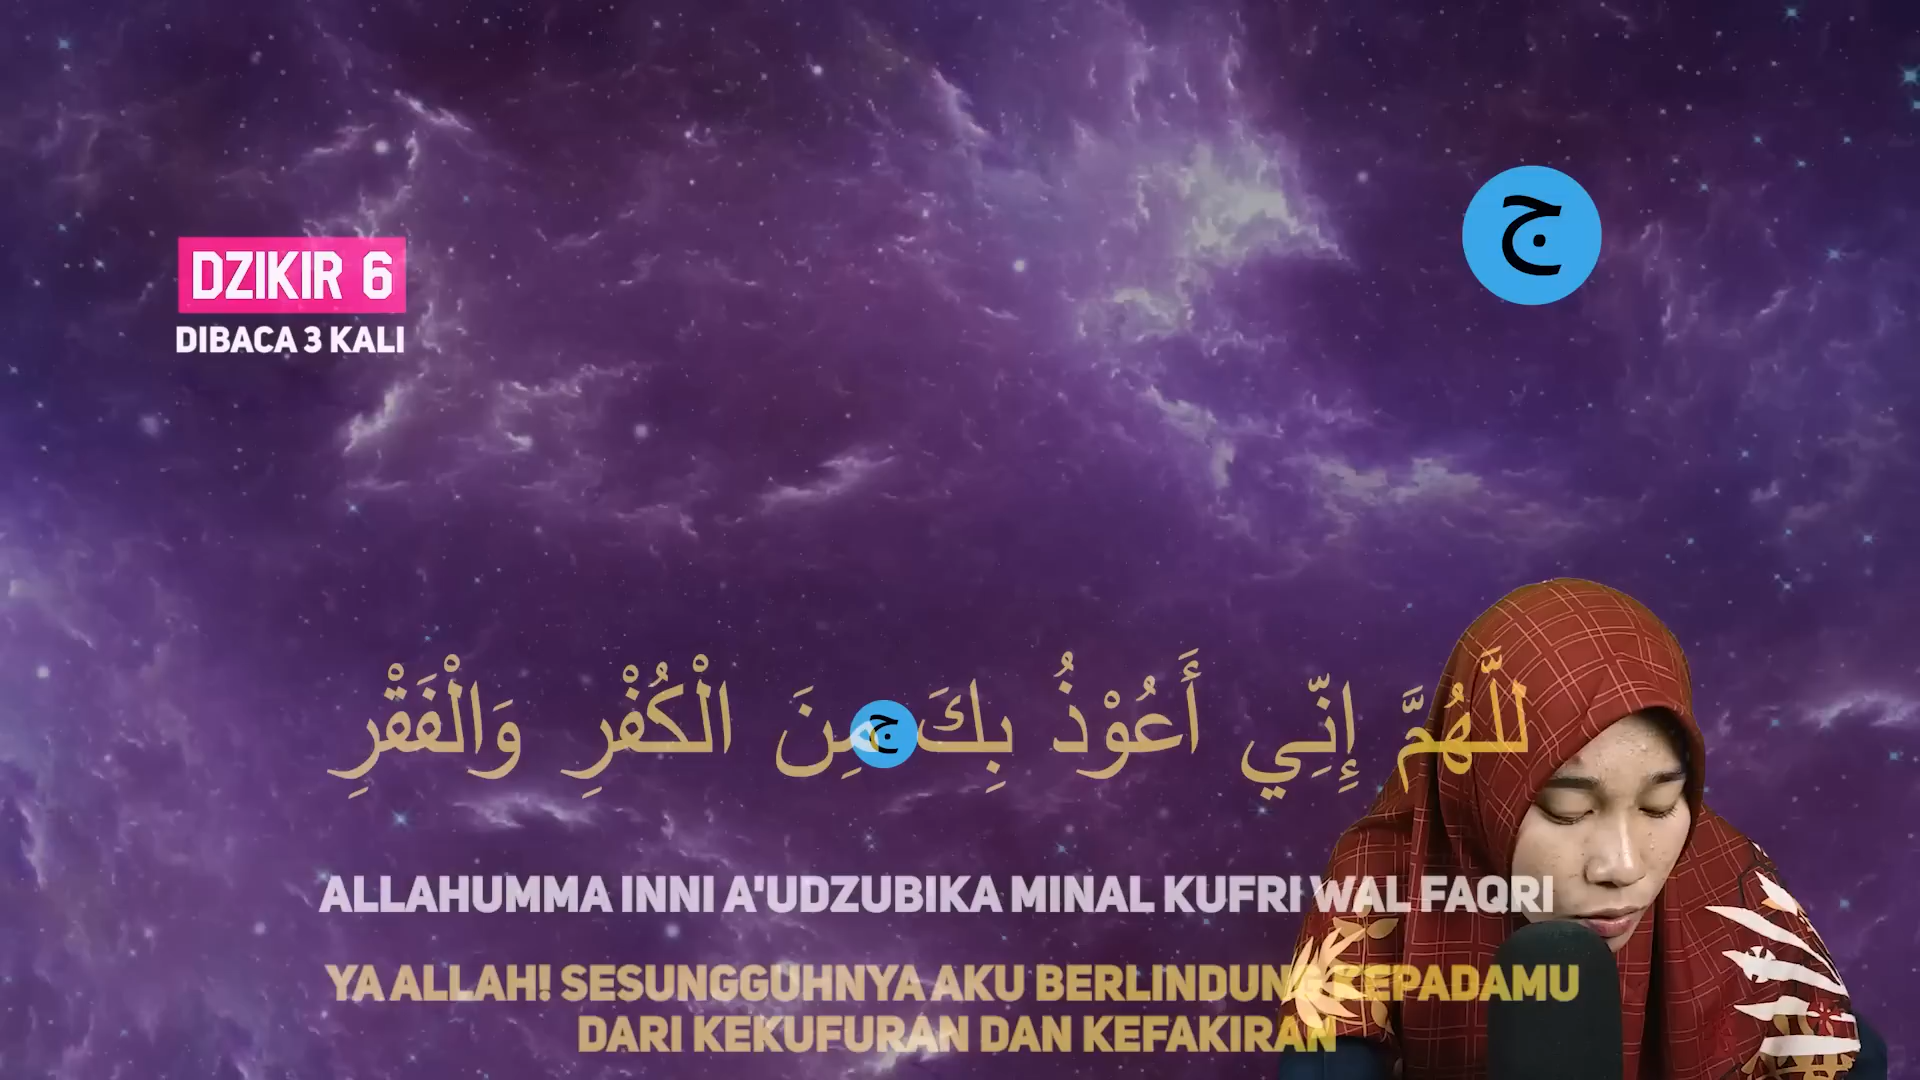 DZIKIR 6
DIBACA 3 KALI
ج
للَّهُمَّ إِنِّي أَعُوْذُ بِكَ مِنَ الْكُفْرِ وَالْفَقْرِ
ج
ALLAHUMMA INNI A'UDZUBIKA MINAL KUFRI WAL FAQRI
YA ALLAH! SESUNGGUHNYA AKU BERLINDUNG KEPADAMU
DARI KEKUFURAN DAN KEFAKIRAN